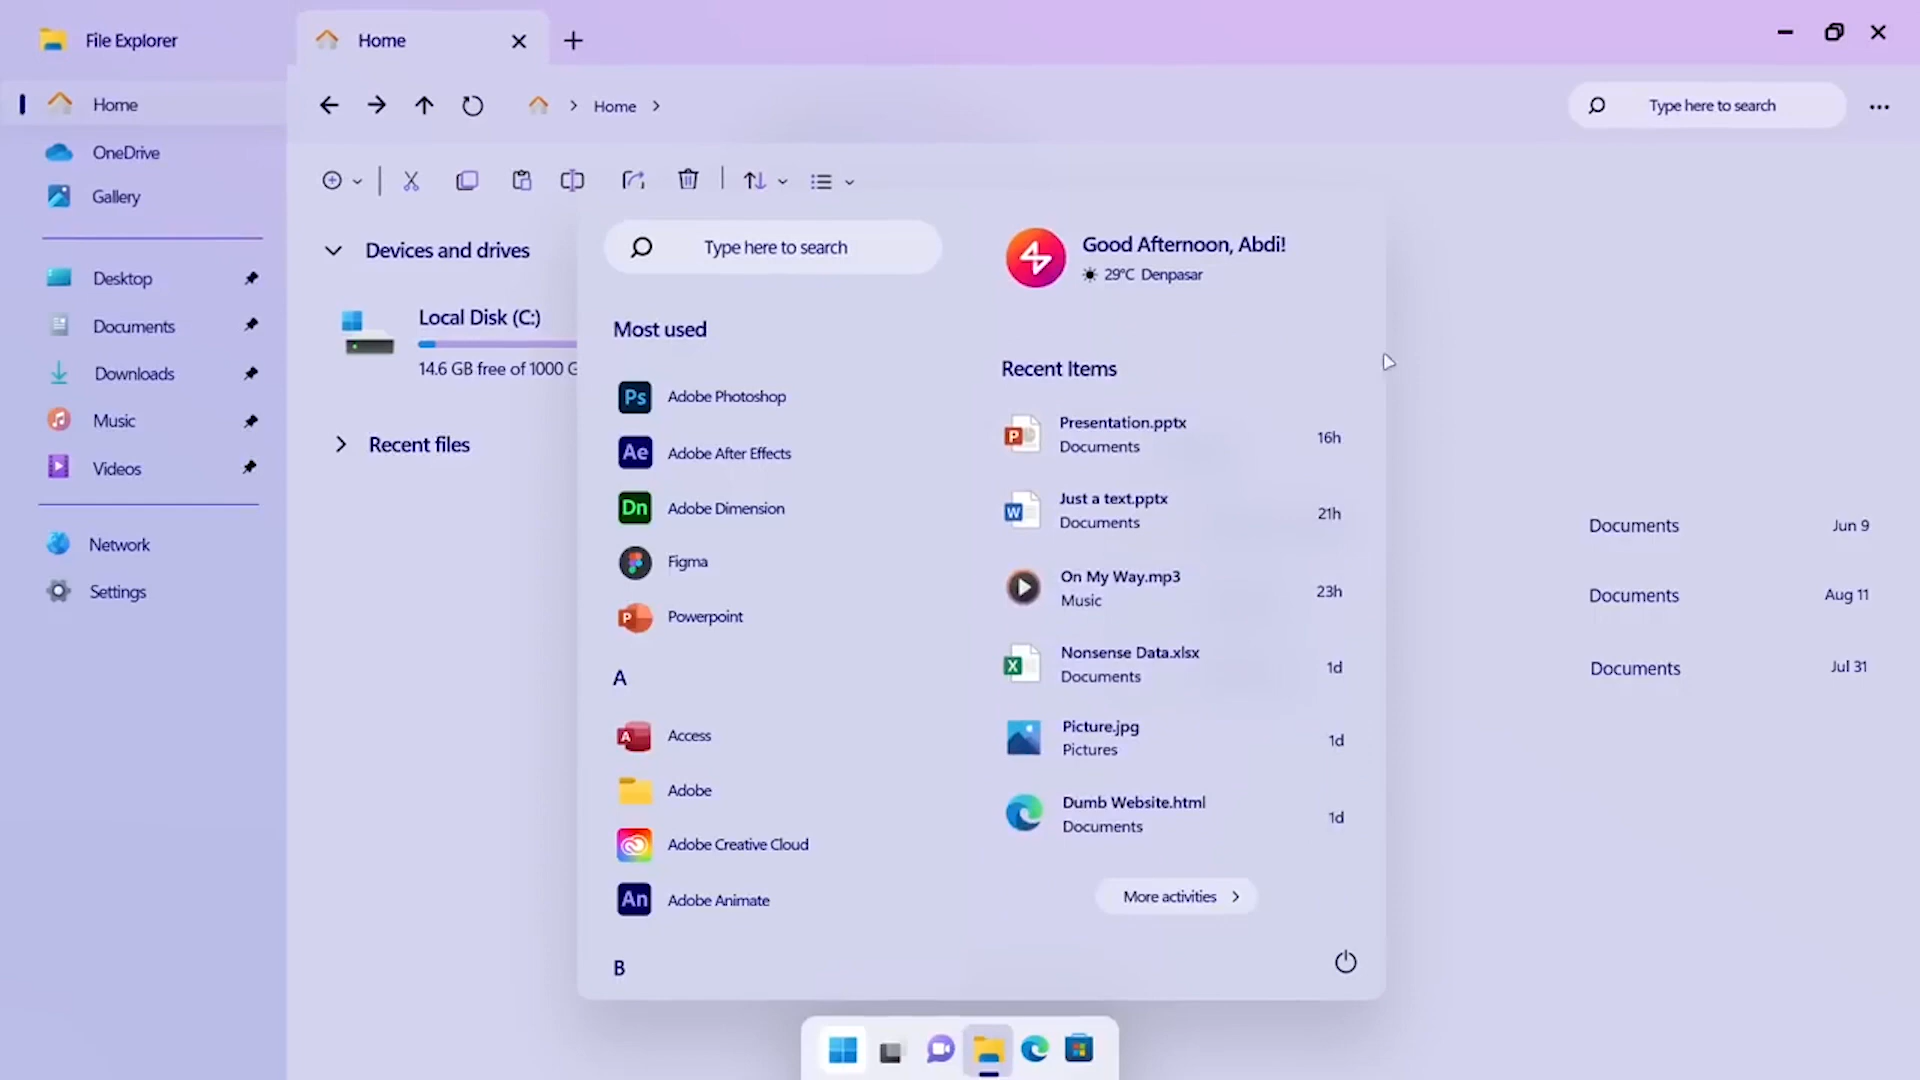 File Explorer
Home
Home
OneDrive
Gallery
Desktop
Documents
Downloads
Music
Videos
Network
Settings
Home
Type here to search
Devices and drives
Local Disk (C:)
14.6 GB free of 1000 G
Recent files
Type here to search
Most used
Ps Adobe Photoshop
Ae Adobe After Effects
Dn Adobe Dimension
Figma
P Powerpoint
A
A Access
Adobe
Adobe Creative Cloud
An Adobe Animate
B
Good Afternoon, Abdi!
29°C Denpasar
Recent Items
P Presentation.pptx
Documents 16h
W Just a text.pptx
Documents 21h
On My Way.mp3
Music 23h
X Nonsense Data.xlsx
Documents 1d
Picture.jpg
Pictures 1d
Dumb Website.html
Documents 1d
More activities
Documents Jun 9
Documents Aug 11
Documents Jul 31